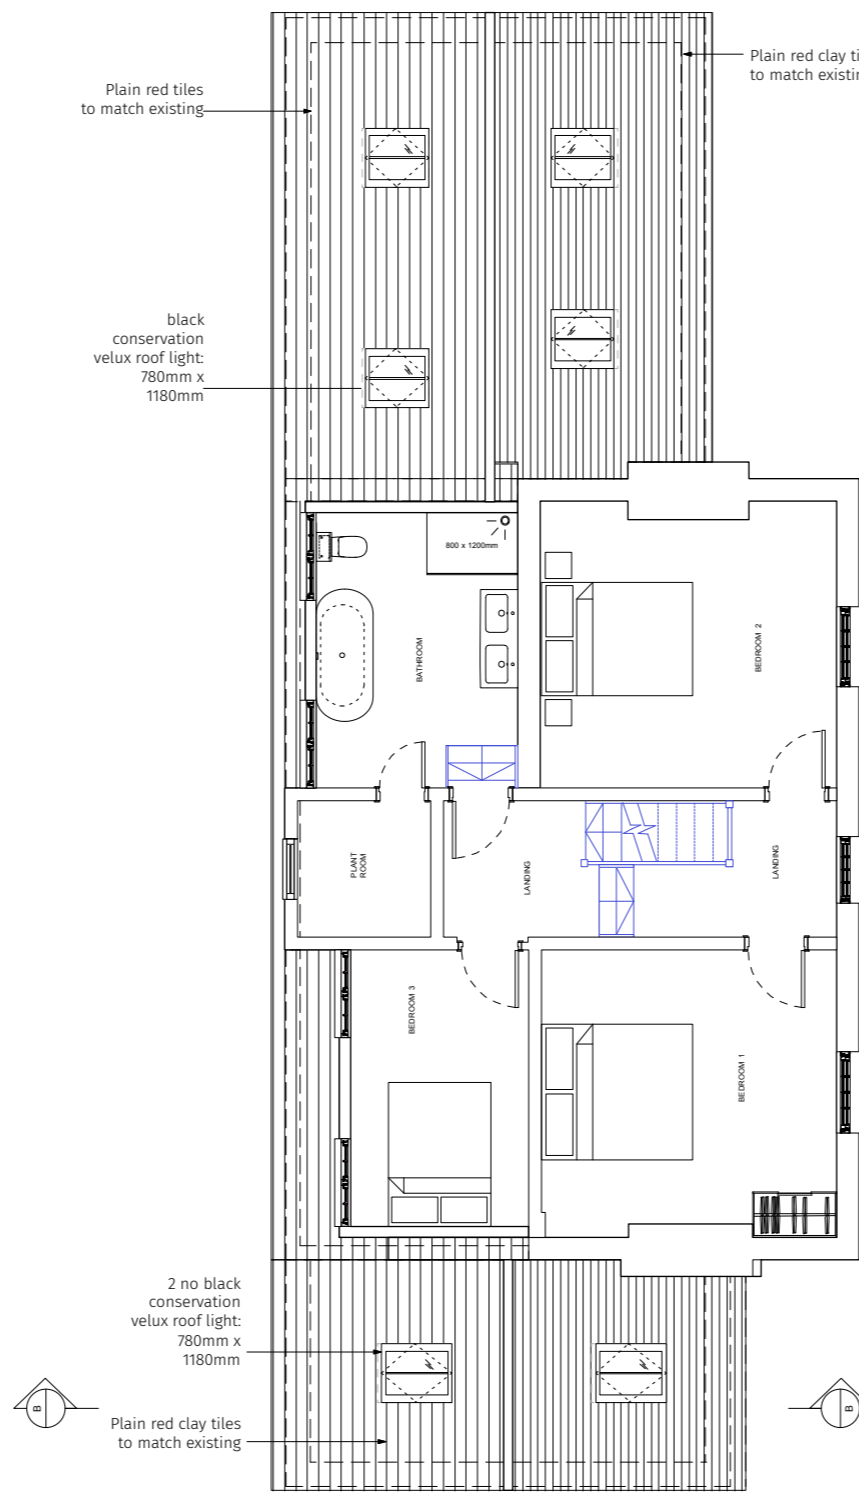 Plain red tiles
to match existing
Plain red clay
to match
black
conservation
velux roof light:
780mm x
1180mm
800 x 1200mm
BATHROOM
BEDROOM 2
PLANT
ROOM
LANDING
LANDING
BEDROOM 3
BEDROOM 1
2 no black
conservation
velux roof light:
780mm x
1180mm
Plain red clay tiles
to match existing
B
B